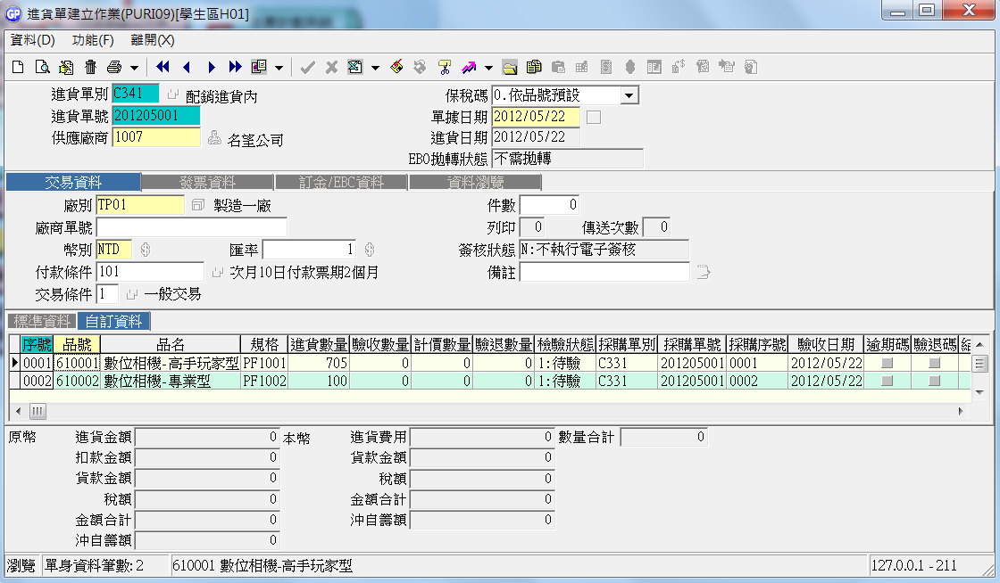 GP 進貨單建立作業(PURI09)[學生區H01]
資料(D) 功能(F) 離開(X)
進貨單別 C341 配銷進貨內 保稅碼 0.依品號預設
進貨單號 201205001 單據日期 2012/05/22
供應廠商 1007 名望公司 進貨日期 2012/05/22
EBO拋轉狀態 不需拋轉
交易資料 發票資料 訂金/EBC資料 資料瀏覽
廠別 TP01 製造一廠 件數 0
廠商單號 列印 0 傳送次數 0
幣別 NTD 匯率 1 簽核狀態 N:不執行電子簽核
付款條件 101 次月10日付款票期2個月 備註
交易條件 1 一般交易
標準資料 自訂資料
序號 品號 品名 規格 進貨數量 驗收數量 計價數量 驗退數量 檢驗狀態 採購單別 採購單號 採購序號 驗收日期 逾期碼 驗退碼
0001 610001 數位相機-高手玩家型 PF1001 705 0 0 0 1:待驗 C331 201205001 0001 2012/05/22
0002 610002 數位相機-專業型 PF1002 100 0 0 0 1:待驗 C331 201205001 0002 2012/05/22
原幣 進貨金額 0 本幣 進貨費用 0 數量合計 0
扣款金額 0 貨款金額 0
貨款金額 0 稅額 0
稅額 0 金額合計 0
金額合計 0 沖自籌額 0
沖自籌額 0
瀏覽 單身資料筆數: 2 610001 數位相機-高手玩家型 127.0.0.1 - 211